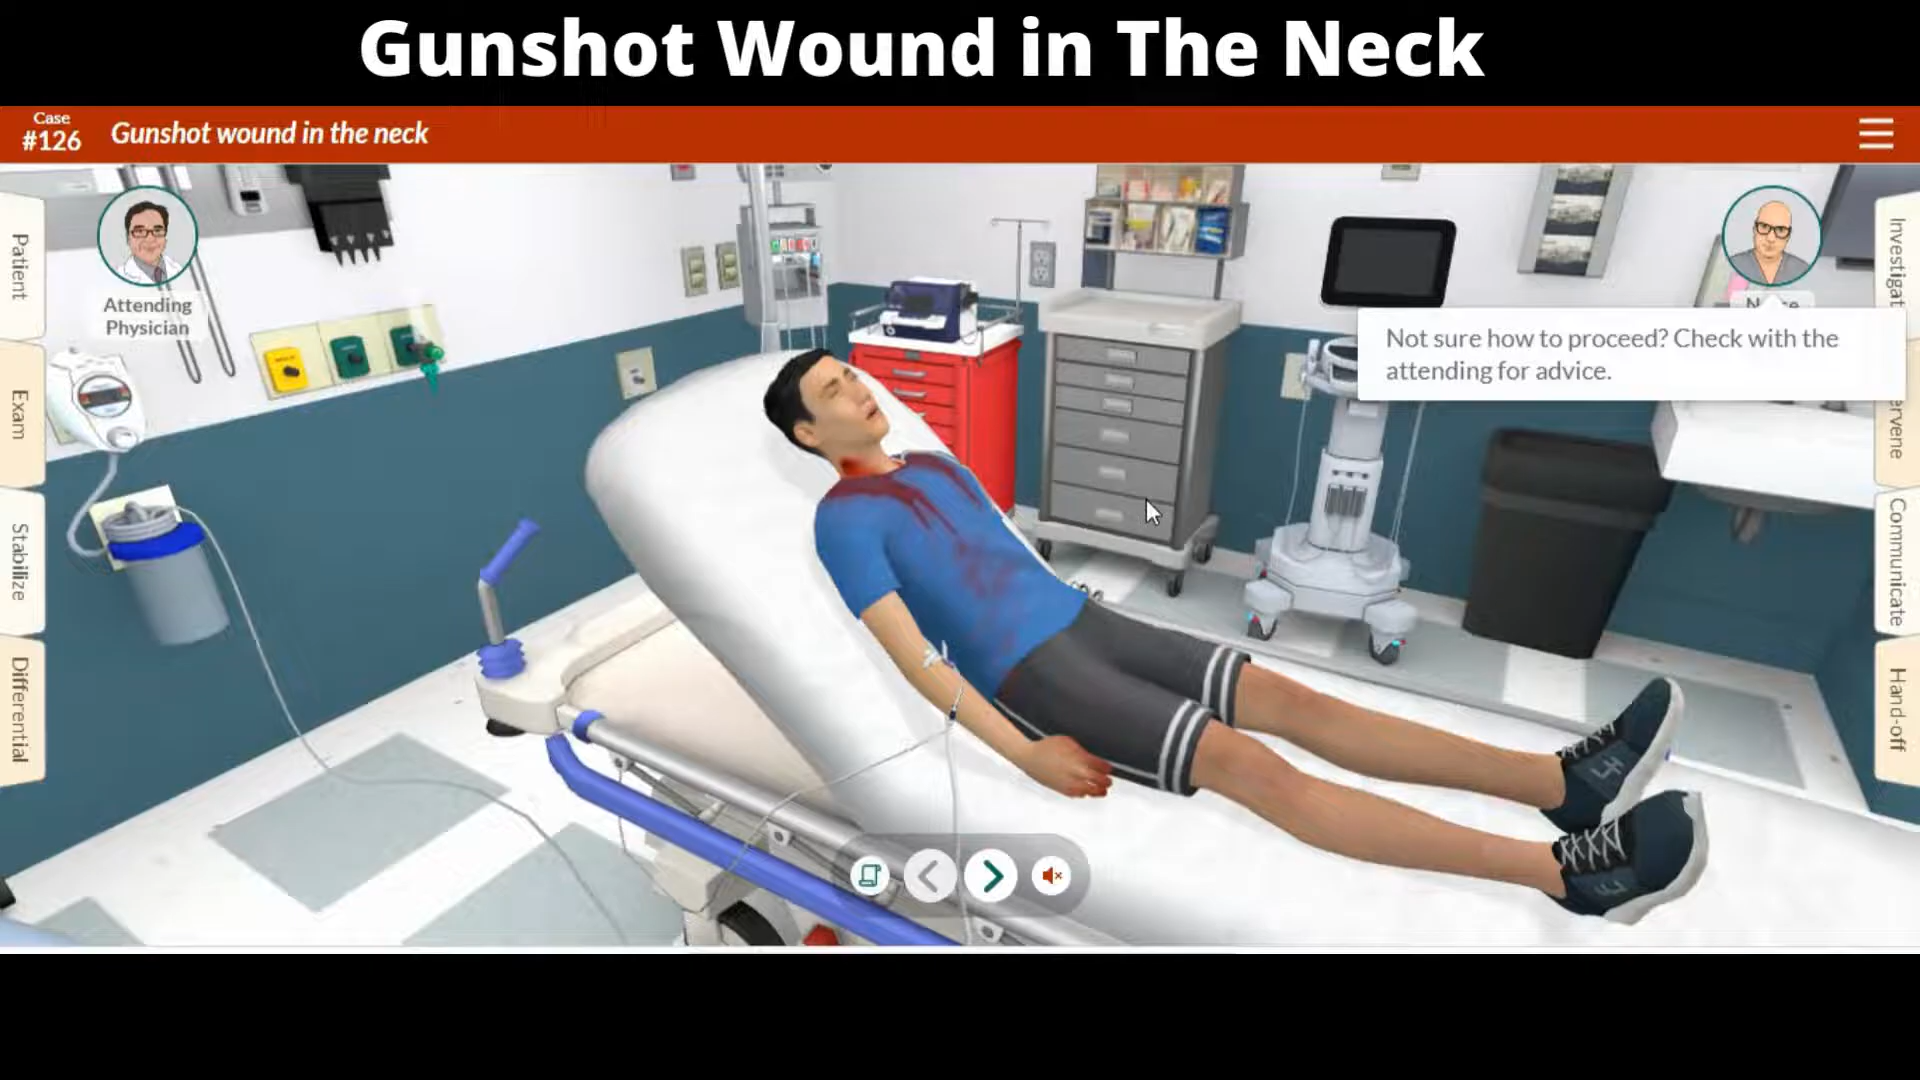 Gunshot Wound in The Neck
Case
#126
Gunshot wound in the neck
Attending
Physician
Patient
Exam
Stabilize
Differential
Not sure how to proceed? Check with the
attending for advice.
Communicate
Hand-off